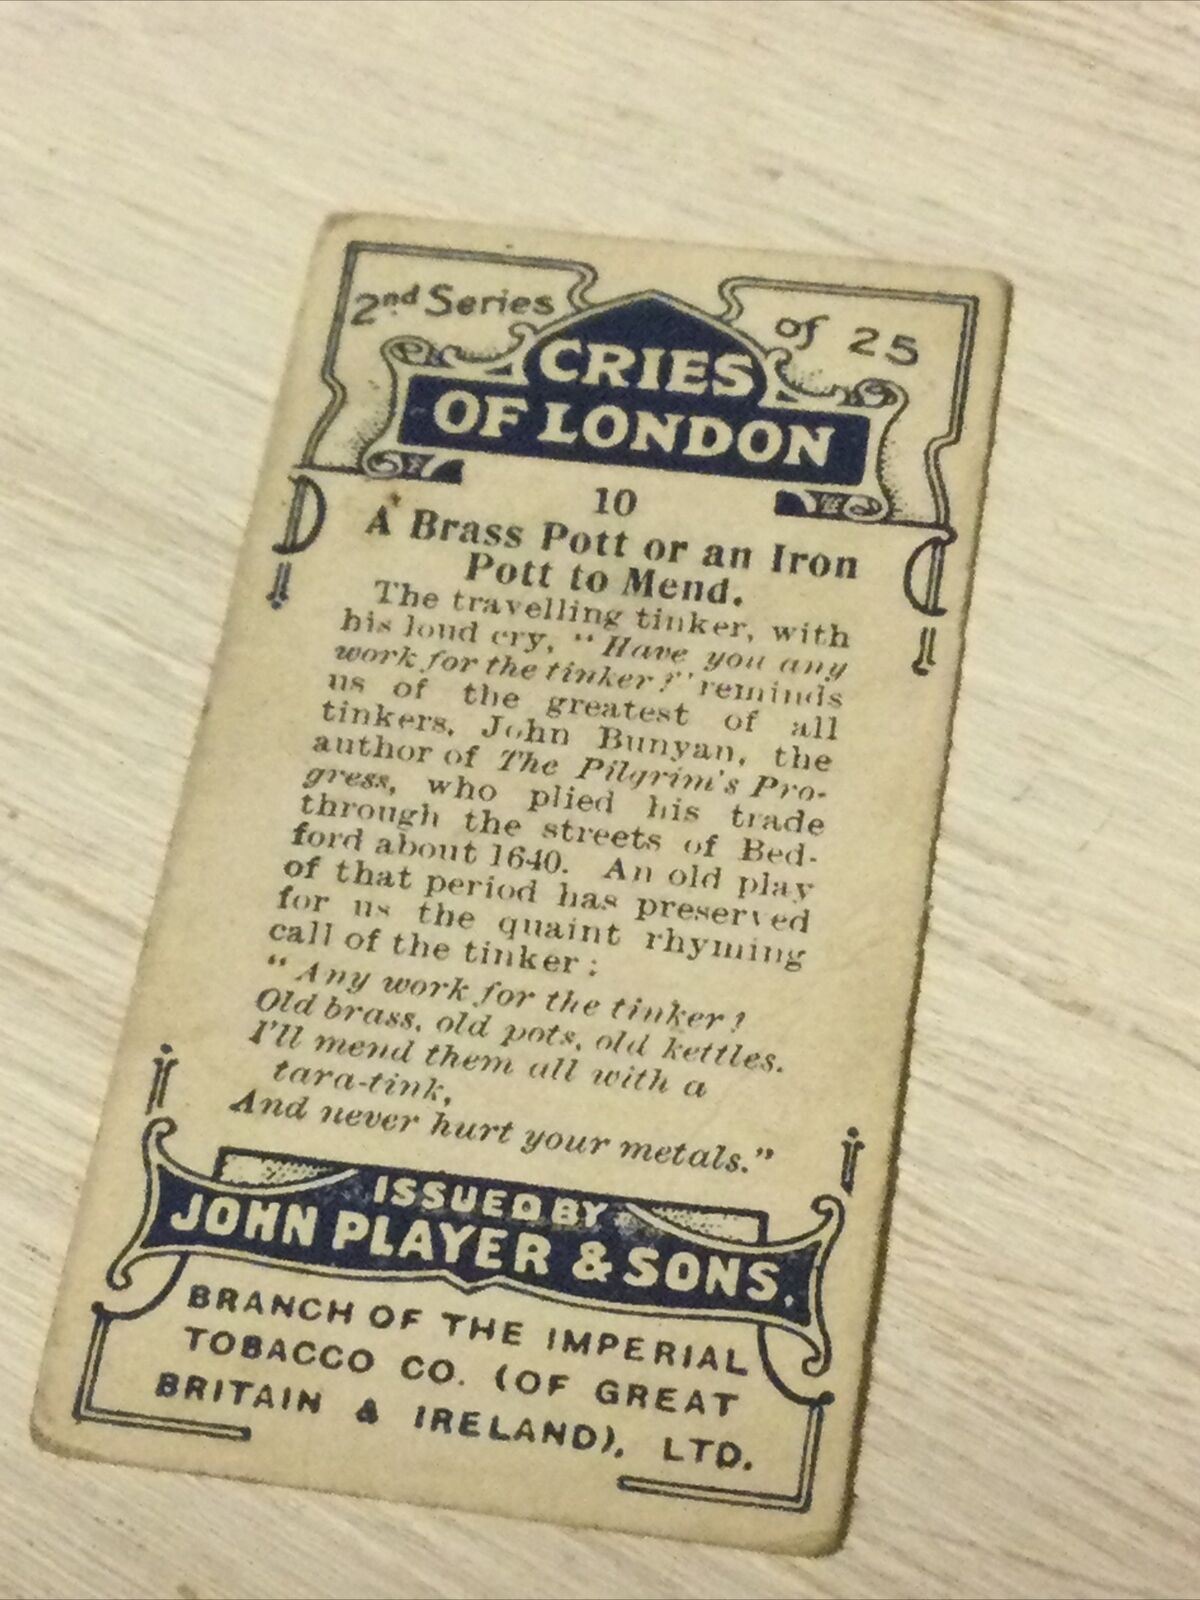 2nd Series of 25
CRIES
OF LONDON
10
A Brass Pott or an Iron
Pott to Mend.
The travelling tinker, with
his loud cry, "Have you any
work for the tinker?" reminds
us of the greatest of all
tinkers, John Bunyan, the
author of The Pilgrim's Pro-
gress, who plied his trade
through the streets of Bed-
ford about 1640. An old play
of that period has preserved
for us the quaint rhyming
call of the tinker:
"Any work for the tinker?
Old brass, old pots, old kettles.
I'll mend them all with a
tara-tink,
And never hurt your metals."
ISSUED BY
JOHN PLAYER & SONS.
BRANCH OF THE IMPERIAL
TOBACCO CO. (OF GREAT
BRITAIN & IRELAND), LTD.